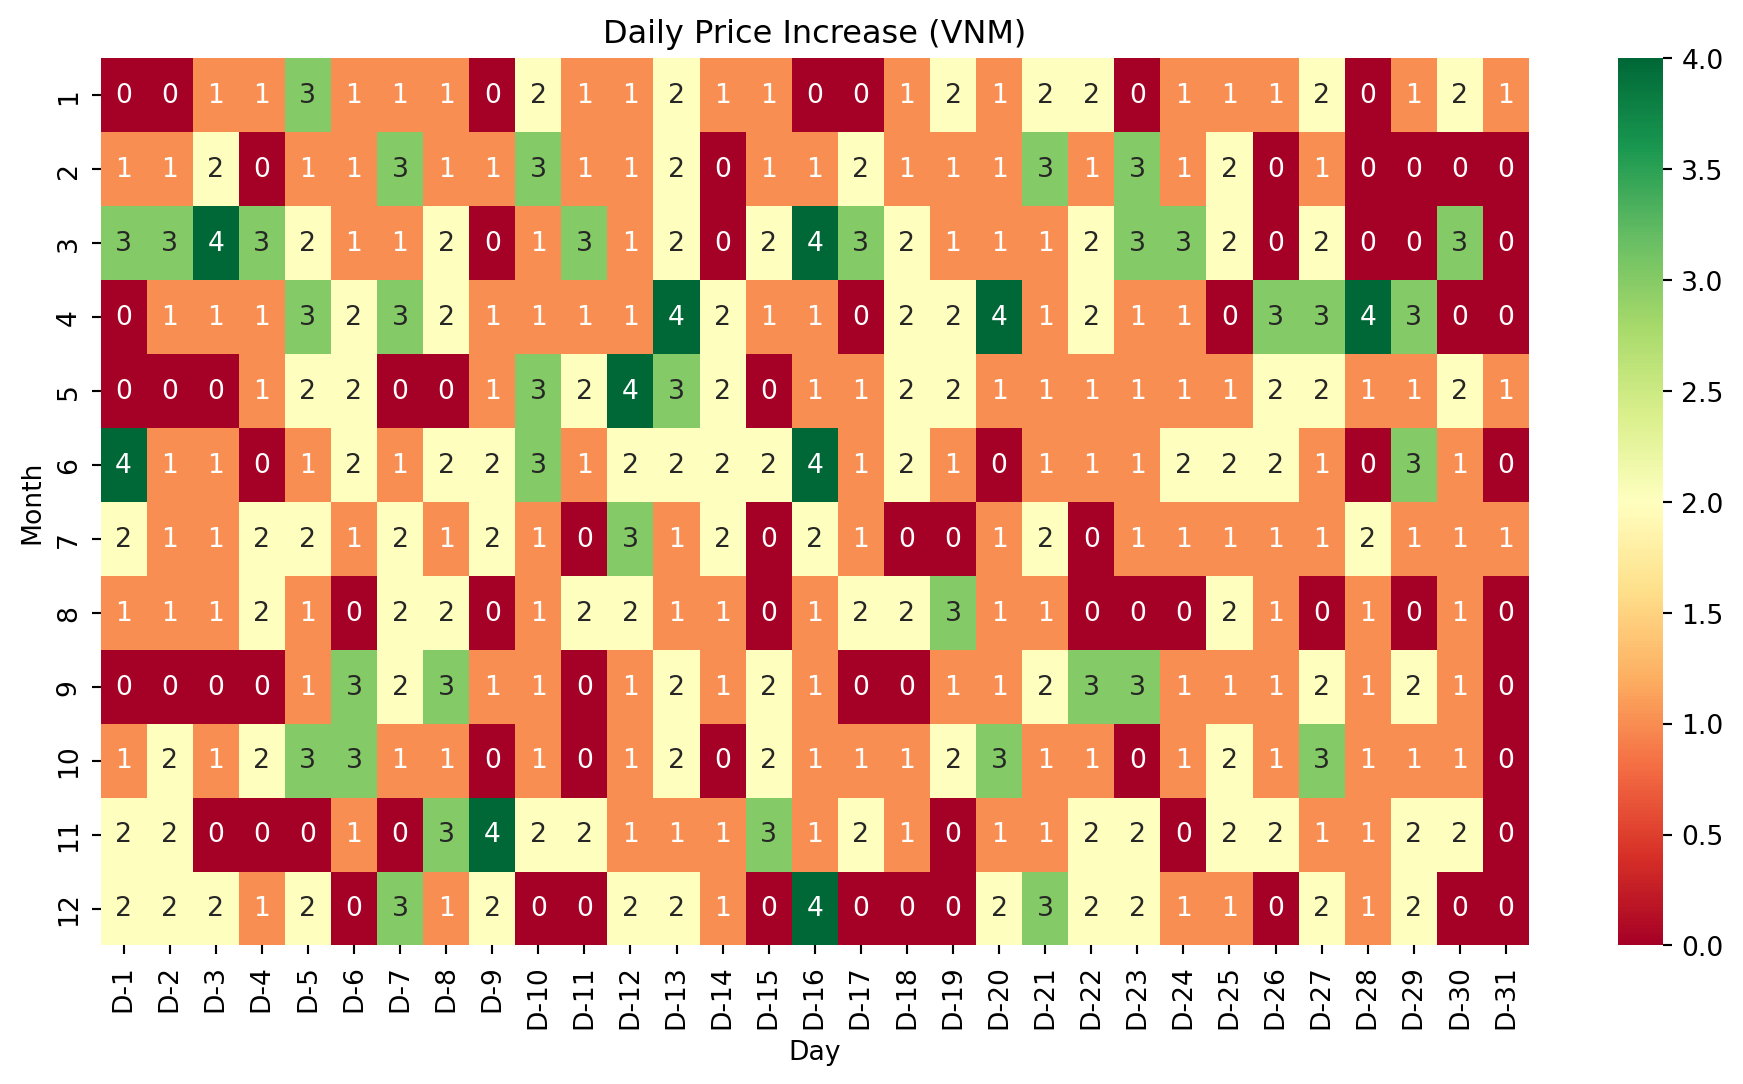 Daily Price Increase (VNM)
1 0 0 1 1 3 1 1 1 0 2 1 1 2 1 1 0 0 1 2 1 2 2 0 1 1 1 2 0 1 2 1
2 1 1 2 0 1 1 3 1 1 3 1 1 2 0 1 1 2 1 1 1 3 1 3 1 2 0 1 0 0 0 0
3 3 3 4 3 2 1 1 2 0 1 3 1 2 0 2 4 3 2 1 1 1 2 3 3 2 0 2 0 0 3 0
4 0 1 1 1 3 2 3 2 1 1 1 1 4 2 1 1 0 2 2 4 1 2 1 1 0 3 3 4 3 0 0
5 0 0 0 1 2 2 0 0 1 3 2 4 3 2 0 1 1 2 2 1 1 1 1 1 1 2 2 1 1 2 1
6 4 1 1 0 1 2 1 2 2 3 1 2 2 2 2 4 1 2 1 0 1 1 1 2 2 2 1 0 3 1 0
7 2 1 1 2 2 1 2 1 2 1 0 3 1 2 0 2 1 0 0 1 2 0 1 1 1 1 1 2 1 1 1
8 1 1 1 2 1 0 2 2 0 1 2 2 1 1 0 1 2 2 3 1 1 0 0 0 2 1 0 1 0 1 0
9 0 0 0 0 1 3 2 3 1 1 0 1 2 1 2 1 0 0 1 1 2 3 3 1 1 1 2 1 2 1 0
10 1 2 1 2 3 3 1 1 0 1 0 1 2 0 2 1 1 1 2 3 1 1 0 1 2 1 3 1 1 1 0
11 2 2 0 0 0 1 0 3 4 2 2 1 1 1 3 1 2 1 0 1 1 2 2 0 2 2 1 1 2 2 0
12 2 2 2 1 2 0 3 1 2 0 0 2 2 1 0 4 0 0 0 2 3 2 2 1 1 0 2 1 2 0 0
Month
D-1 D-2 D-3 D-4 D-5 D-6 D-7 D-8 D-9 D-10 D-11 D-12 D-13 D-14 D-15 D-16 D-17 D-18 D-19 D-20 D-21 D-22 D-23 D-24 D-25 D-26 D-27 D-28 D-29 D-30 D-31
Day
4.0
3.5
3.0
2.5
2.0
1.5
1.0
0.5
0.0